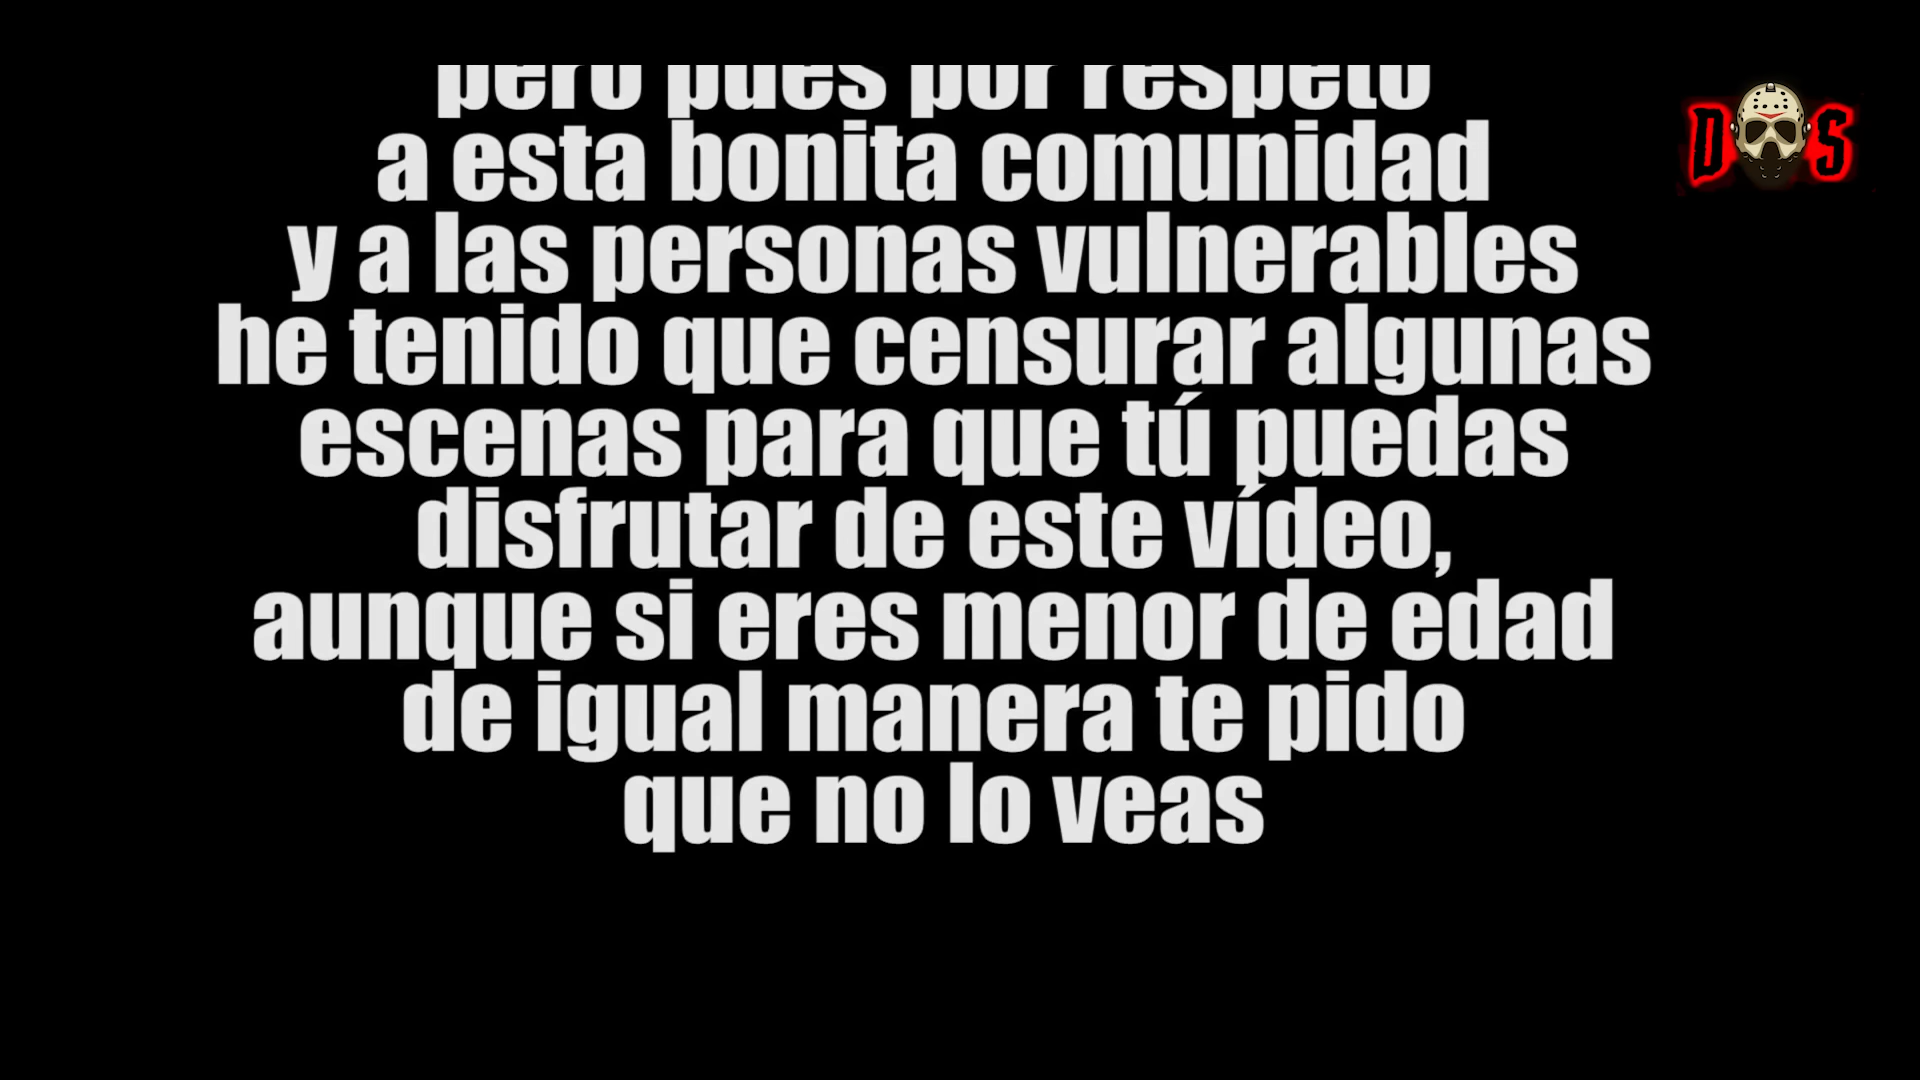 pero pues por respeto
a esta bonita comunidad
y a las personas vulnerables
he tenido que censurar algunas
escenas para que tú puedas
disfrutar de este vídeo,
aunque si eres menor de edad
de igual manera te pido
que no lo veas
D S